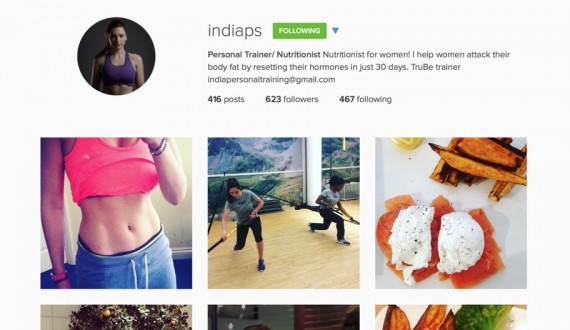 indiaps FOLLOWING
Personal Trainer/ Nutritionist Nutritionist for women! I help women attack their
body fat by resetting their hormones in just 30 days. TruBe trainer
indiapersonaltraining@gmail.com
416 posts 623 followers 467 following